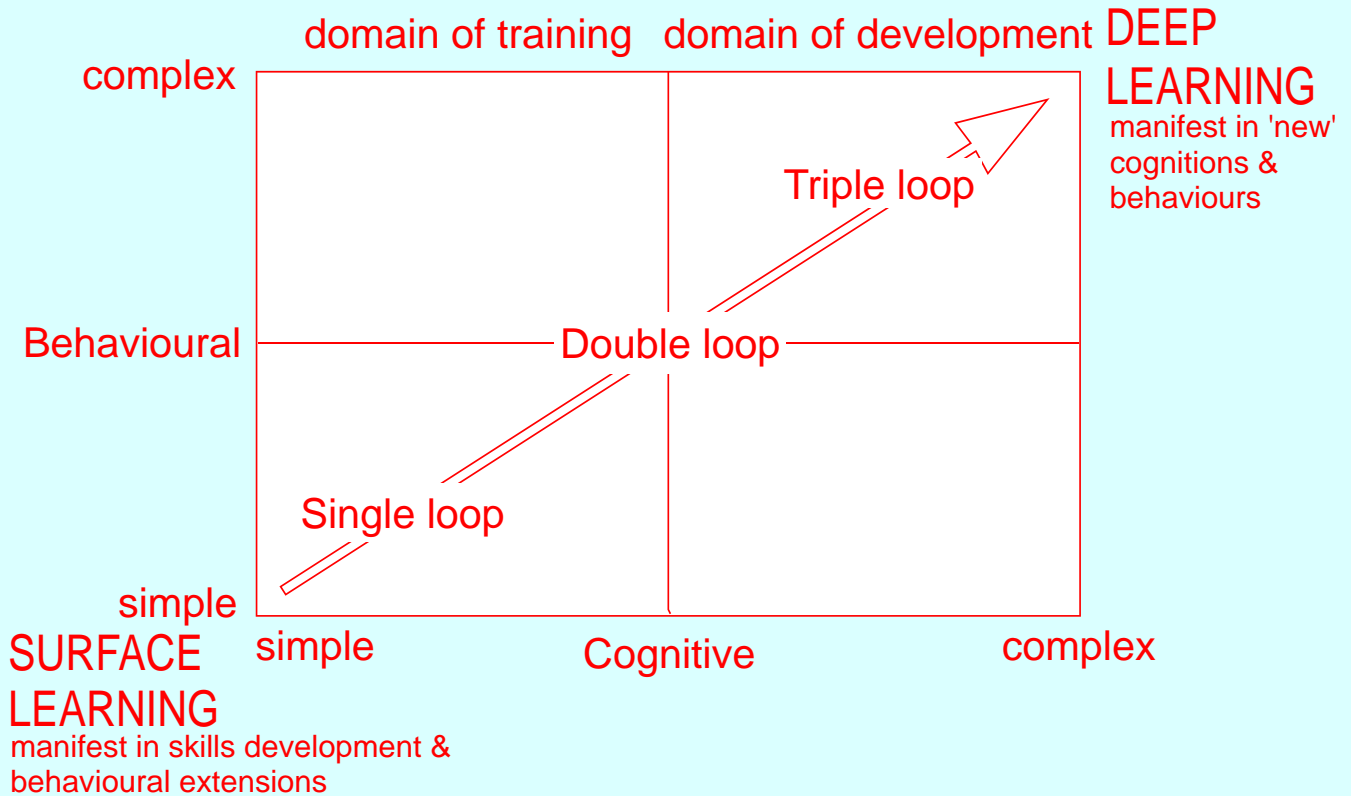 domain of training
domain of development
DEEP
LEARNING
manifest in 'new'
cognitions &
behaviours
complex
Triple loop
Behavioural
Double loop
Single loop
simple
simple
Cognitive
complex
SURFACE
LEARNING
manifest in skills development &
behavioural extensions